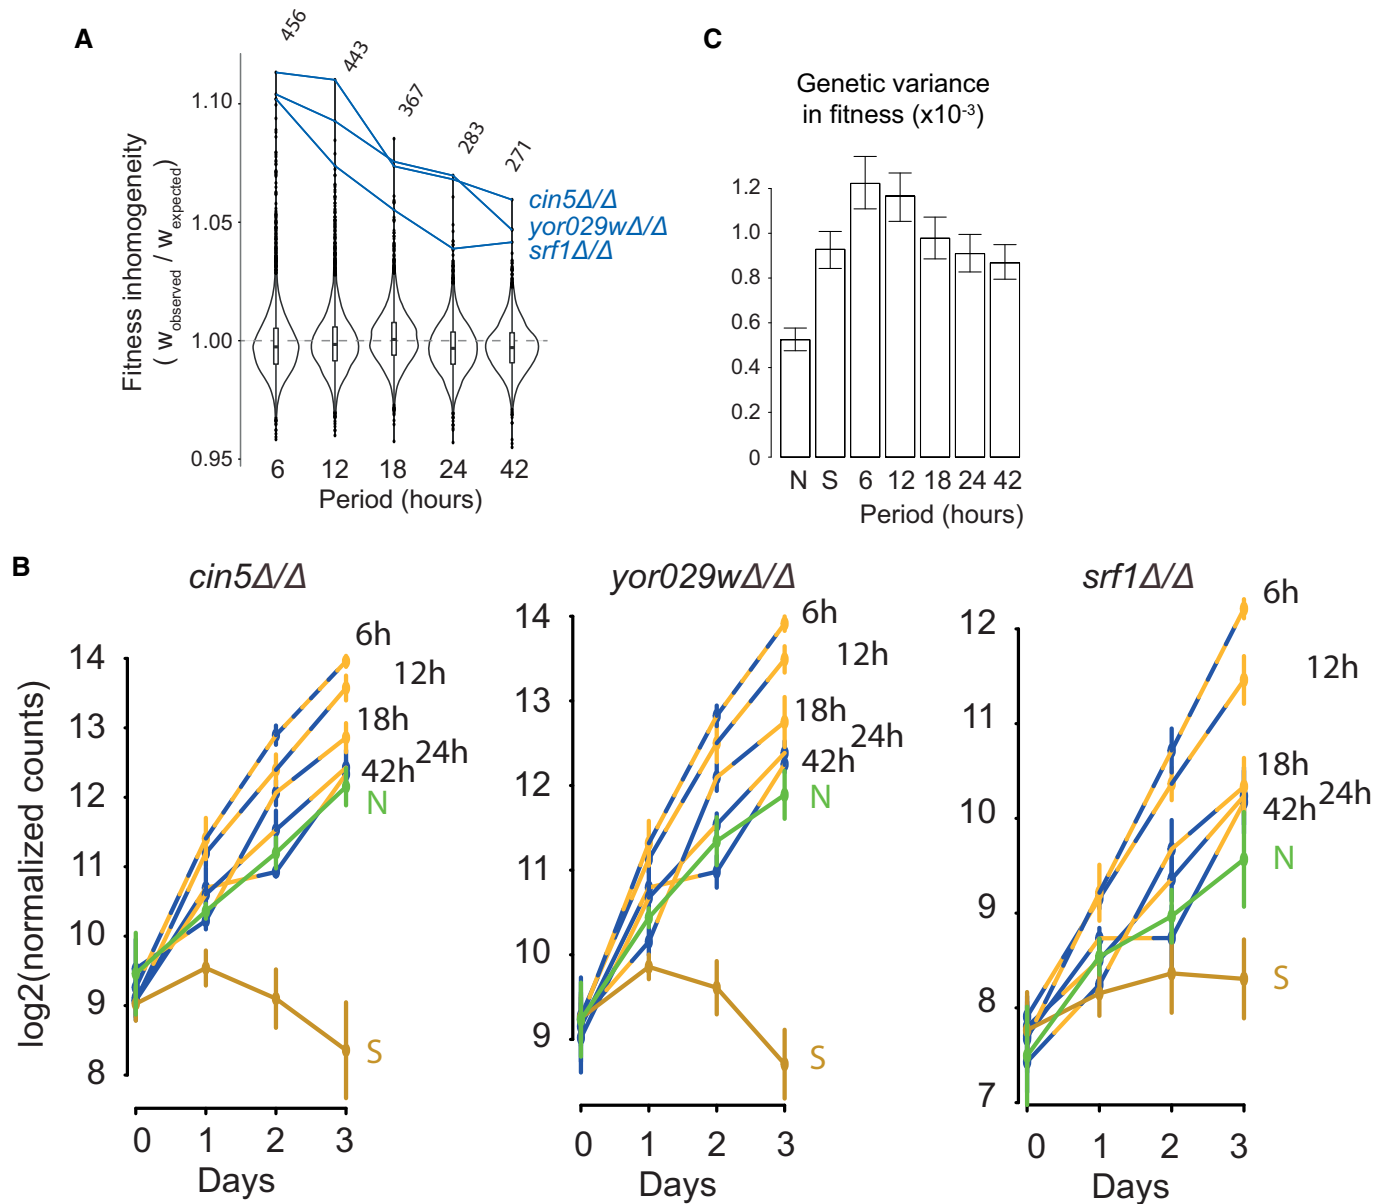 A
456
443
367
283
271
Fitness inhomogeneity
( w observed / w expected )
1.10
1.05
1.00
0.95
cin5Δ/Δ
yor029wΔ/Δ
srf1Δ/Δ
6 12 18 24 42
Period (hours)
C
Genetic variance
in fitness (x10-3)
1.2
1.0
0.8
0.6
0.4
0.2
0
N S 6 12 18 24 42
Period (hours)
B
cin5Δ/Δ
log2(normalized counts)
14
13
12
11
10
9
8
6h
12h
18h
24h
42h
N
S
0 1 2 3
Days
yor029wΔ/Δ
14
13
12
11
10
9
6h
12h
18h
24h
42h
N
S
0 1 2 3
Days
srf1Δ/Δ
12
11
10
9
8
7
6h
12h
18h
24h
42h
N
S
0 1 2 3
Days